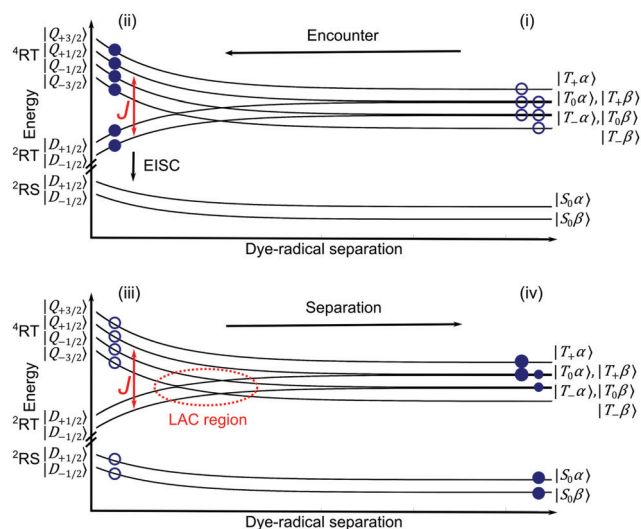 (ii)
(i)
Encounter
|Q+3/2⟩
⁴RT |Q+1/2⟩
|Q−1/2⟩
|Q−3/2⟩
Energy
J
²RT |D+1/2⟩
|D−1/2⟩
EISC
²RS |D+1/2⟩
|D−1/2⟩
|T+α⟩
|T0α⟩, |T+β⟩
|T−α⟩, |T0β⟩
|T−β⟩
|S0α⟩
|S0β⟩
Dye-radical separation
(iii)
(iv)
Separation
|Q+3/2⟩
⁴RT |Q+1/2⟩
|Q−1/2⟩
|Q−3/2⟩
Energy
J
LAC region
²RT |D+1/2⟩
|D−1/2⟩
²RS |D+1/2⟩
|D−1/2⟩
|T+α⟩
|T0α⟩, |T+β⟩
|T−α⟩, |T0β⟩
|T−β⟩
|S0α⟩
|S0β⟩
Dye-radical separation